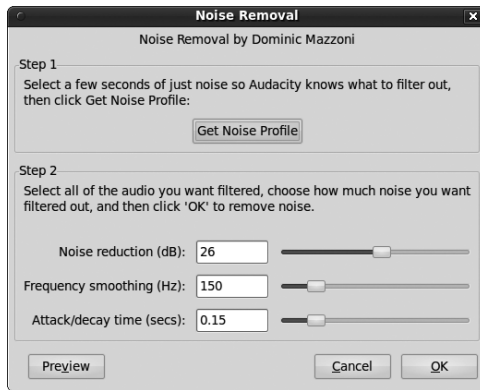 Noise Removal
Noise Removal by Dominic Mazzoni
Step 1
Select a few seconds of just noise so Audacity knows what to filter out,
then click Get Noise Profile:
Get Noise Profile
Step 2
Select all of the audio you want filtered, choose how much noise you want
filtered out, and then click 'OK' to remove noise.
Noise reduction (dB): 26
Frequency smoothing (Hz): 150
Attack/decay time (secs): 0.15
Preview Cancel OK